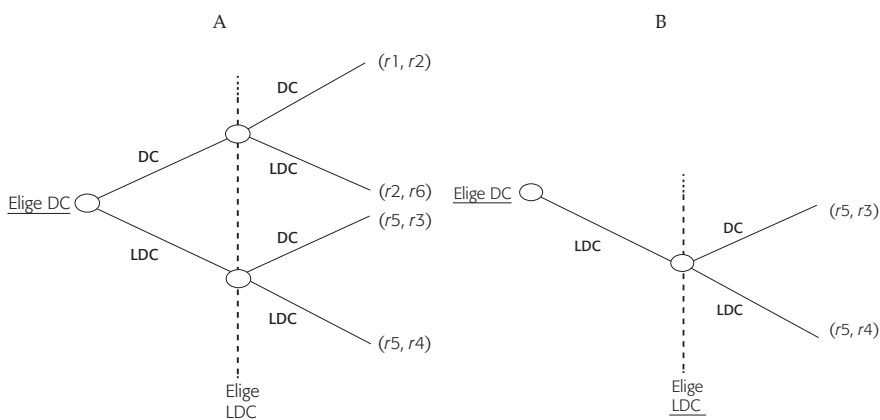 A
DC
(r1, r2)
DC
LDC
(r2, r6)
Elige DC
(r5, r3)
DC
LDC
LDC
(r5, r4)
Elige
LDC
B
Elige DC
(r5, r3)
DC
LDC
LDC
(r5, r4)
Elige
LDC